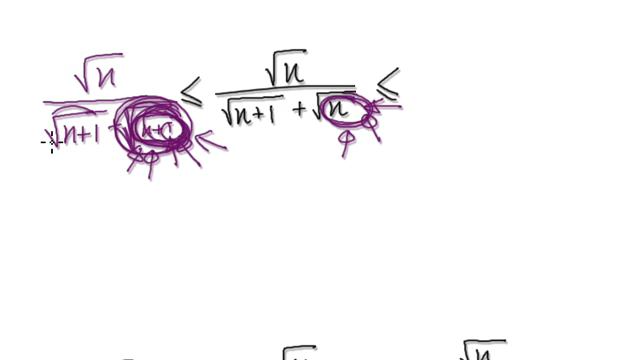 √n / (√(n+1) + √(n+1)) ≤ √n / (√(n+1) + √n) ≤
√n √n